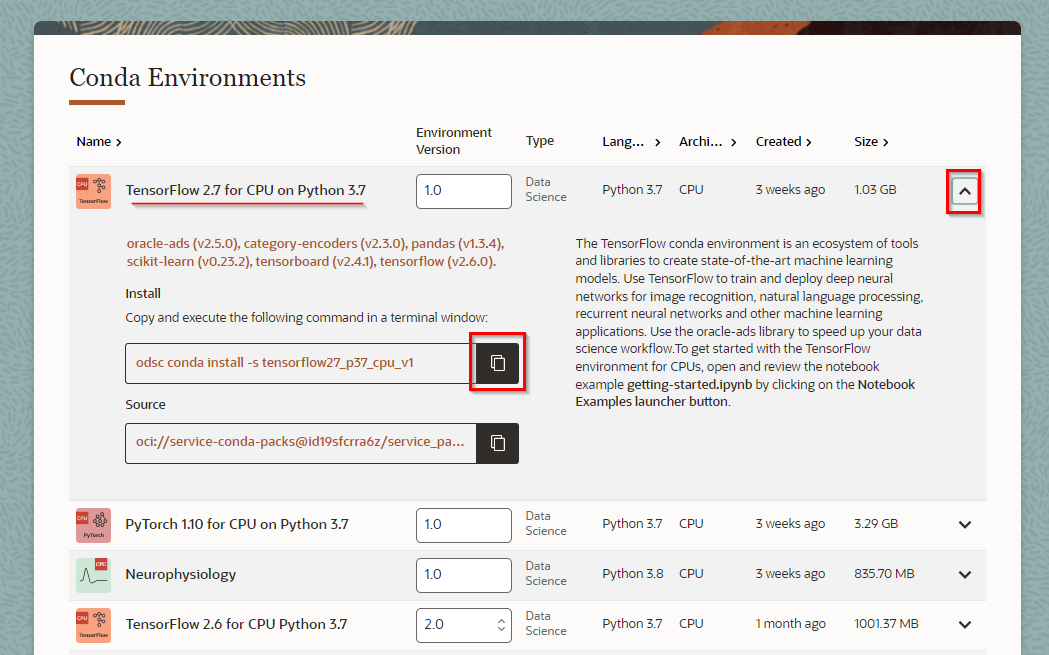 Conda Environments
Name
Environment
Version
Type
Lang...
Archi...
Created
Size
CPU
TensorFlow
TensorFlow 2.7 for CPU on Python 3.7
1.0
Data
Science
Python 3.7
CPU
3 weeks ago
1.03 GB
oracle-ads (v2.5.0), category-encoders (v2.3.0), pandas (v1.3.4),
scikit-learn (v0.23.2), tensorboard (v2.4.1), tensorflow (v2.6.0).
Install
Copy and execute the following command in a terminal window:
odsc conda install -s tensorflow27_p37_cpu_v1
Source
oci://service-conda-packs@id19sfcrra6z/service_pa...
The TensorFlow conda environment is an ecosystem of tools
and libraries to create state-of-the-art machine learning
models. Use TensorFlow to train and deploy deep neural
networks for image recognition, natural language processing,
recurrent neural networks and other machine learning
applications. Use the oracle-ads library to speed up your data
science workflow.To get started with the TensorFlow
environment for CPUs, open and review the notebook
example getting-started.ipynb by clicking on the Notebook
Examples launcher button.
CPU
PyTorch
PyTorch 1.10 for CPU on Python 3.7
1.0
Data
Science
Python 3.7
CPU
3 weeks ago
3.29 GB
CPU
Neurophysiology
1.0
Data
Science
Python 3.8
CPU
3 weeks ago
835.70 MB
CPU
TensorFlow
TensorFlow 2.6 for CPU Python 3.7
2.0
Data
Science
Python 3.7
CPU
1 month ago
1001.37 MB